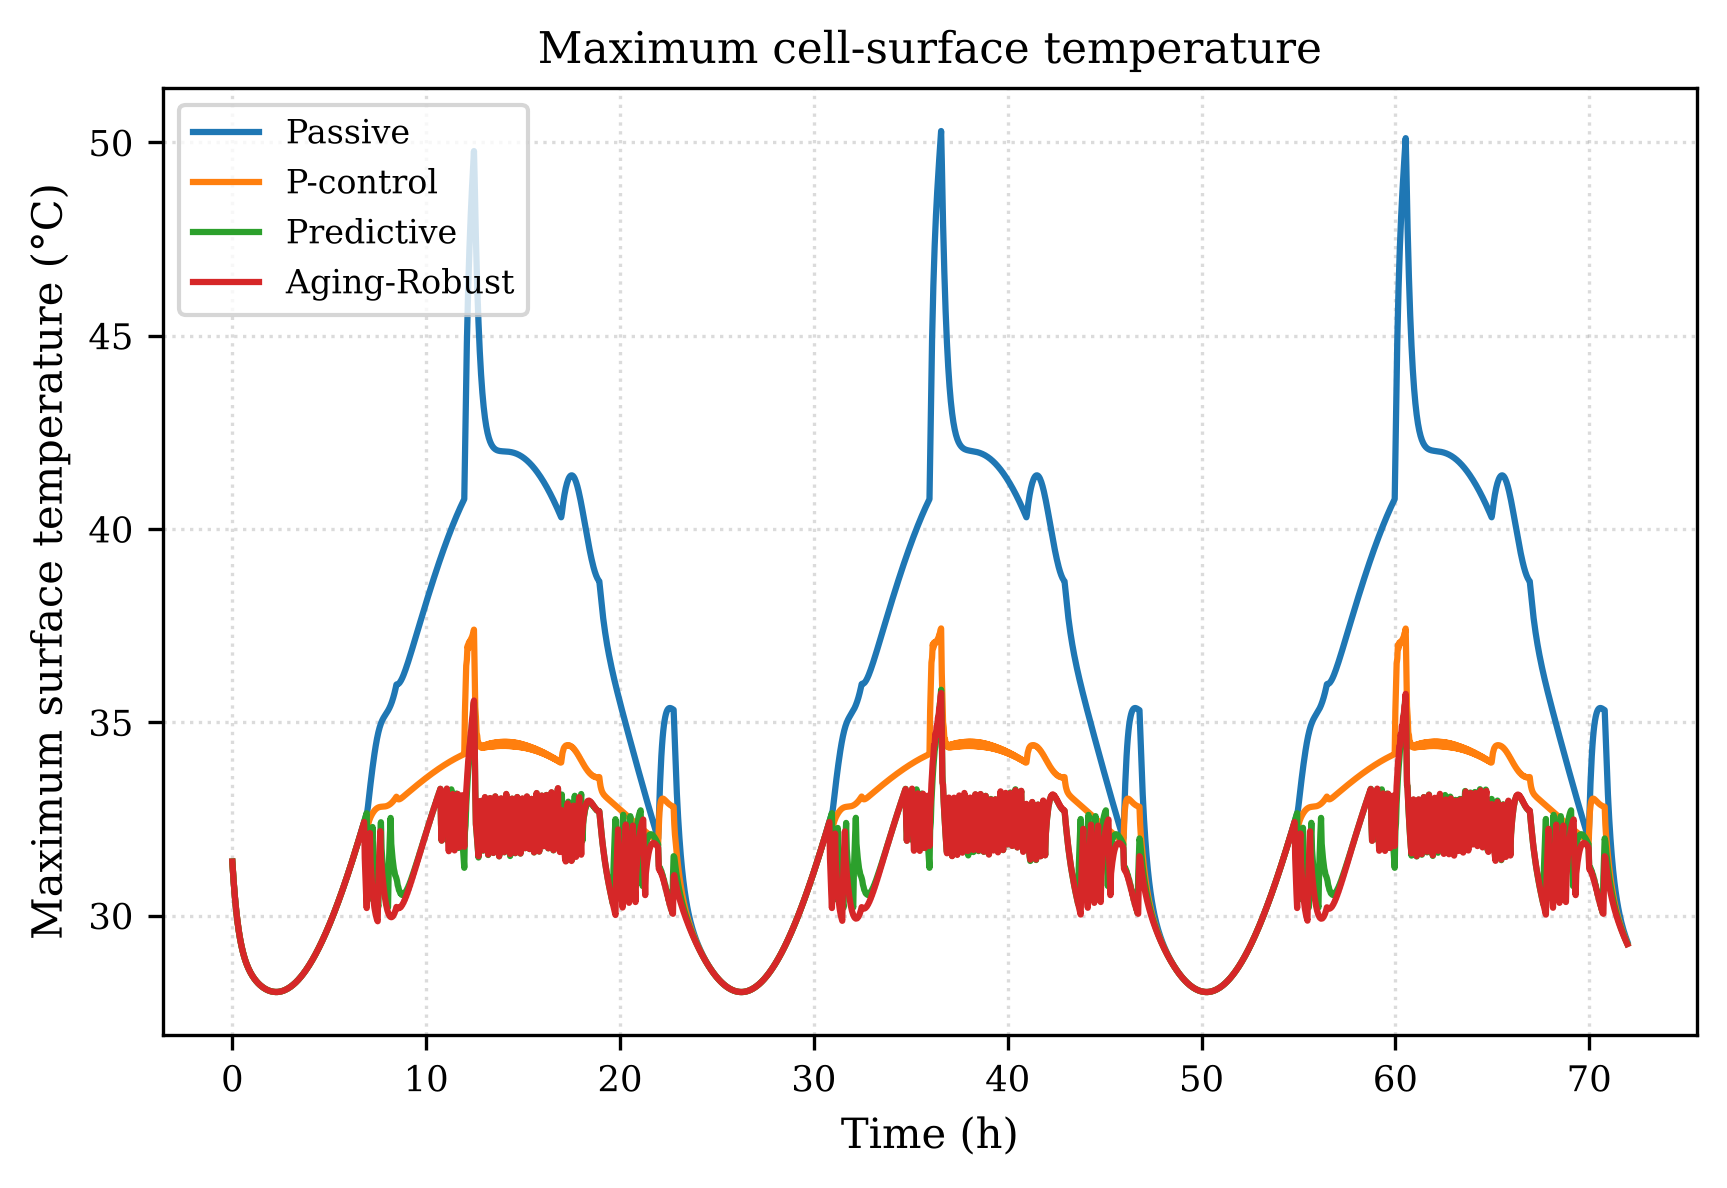 Maximum cell-surface temperature
Passive
P-control
Predictive
Aging-Robust
Maximum surface temperature (°C)
50
45
40
35
30
0 10 20 30 40 50 60 70
Time (h)